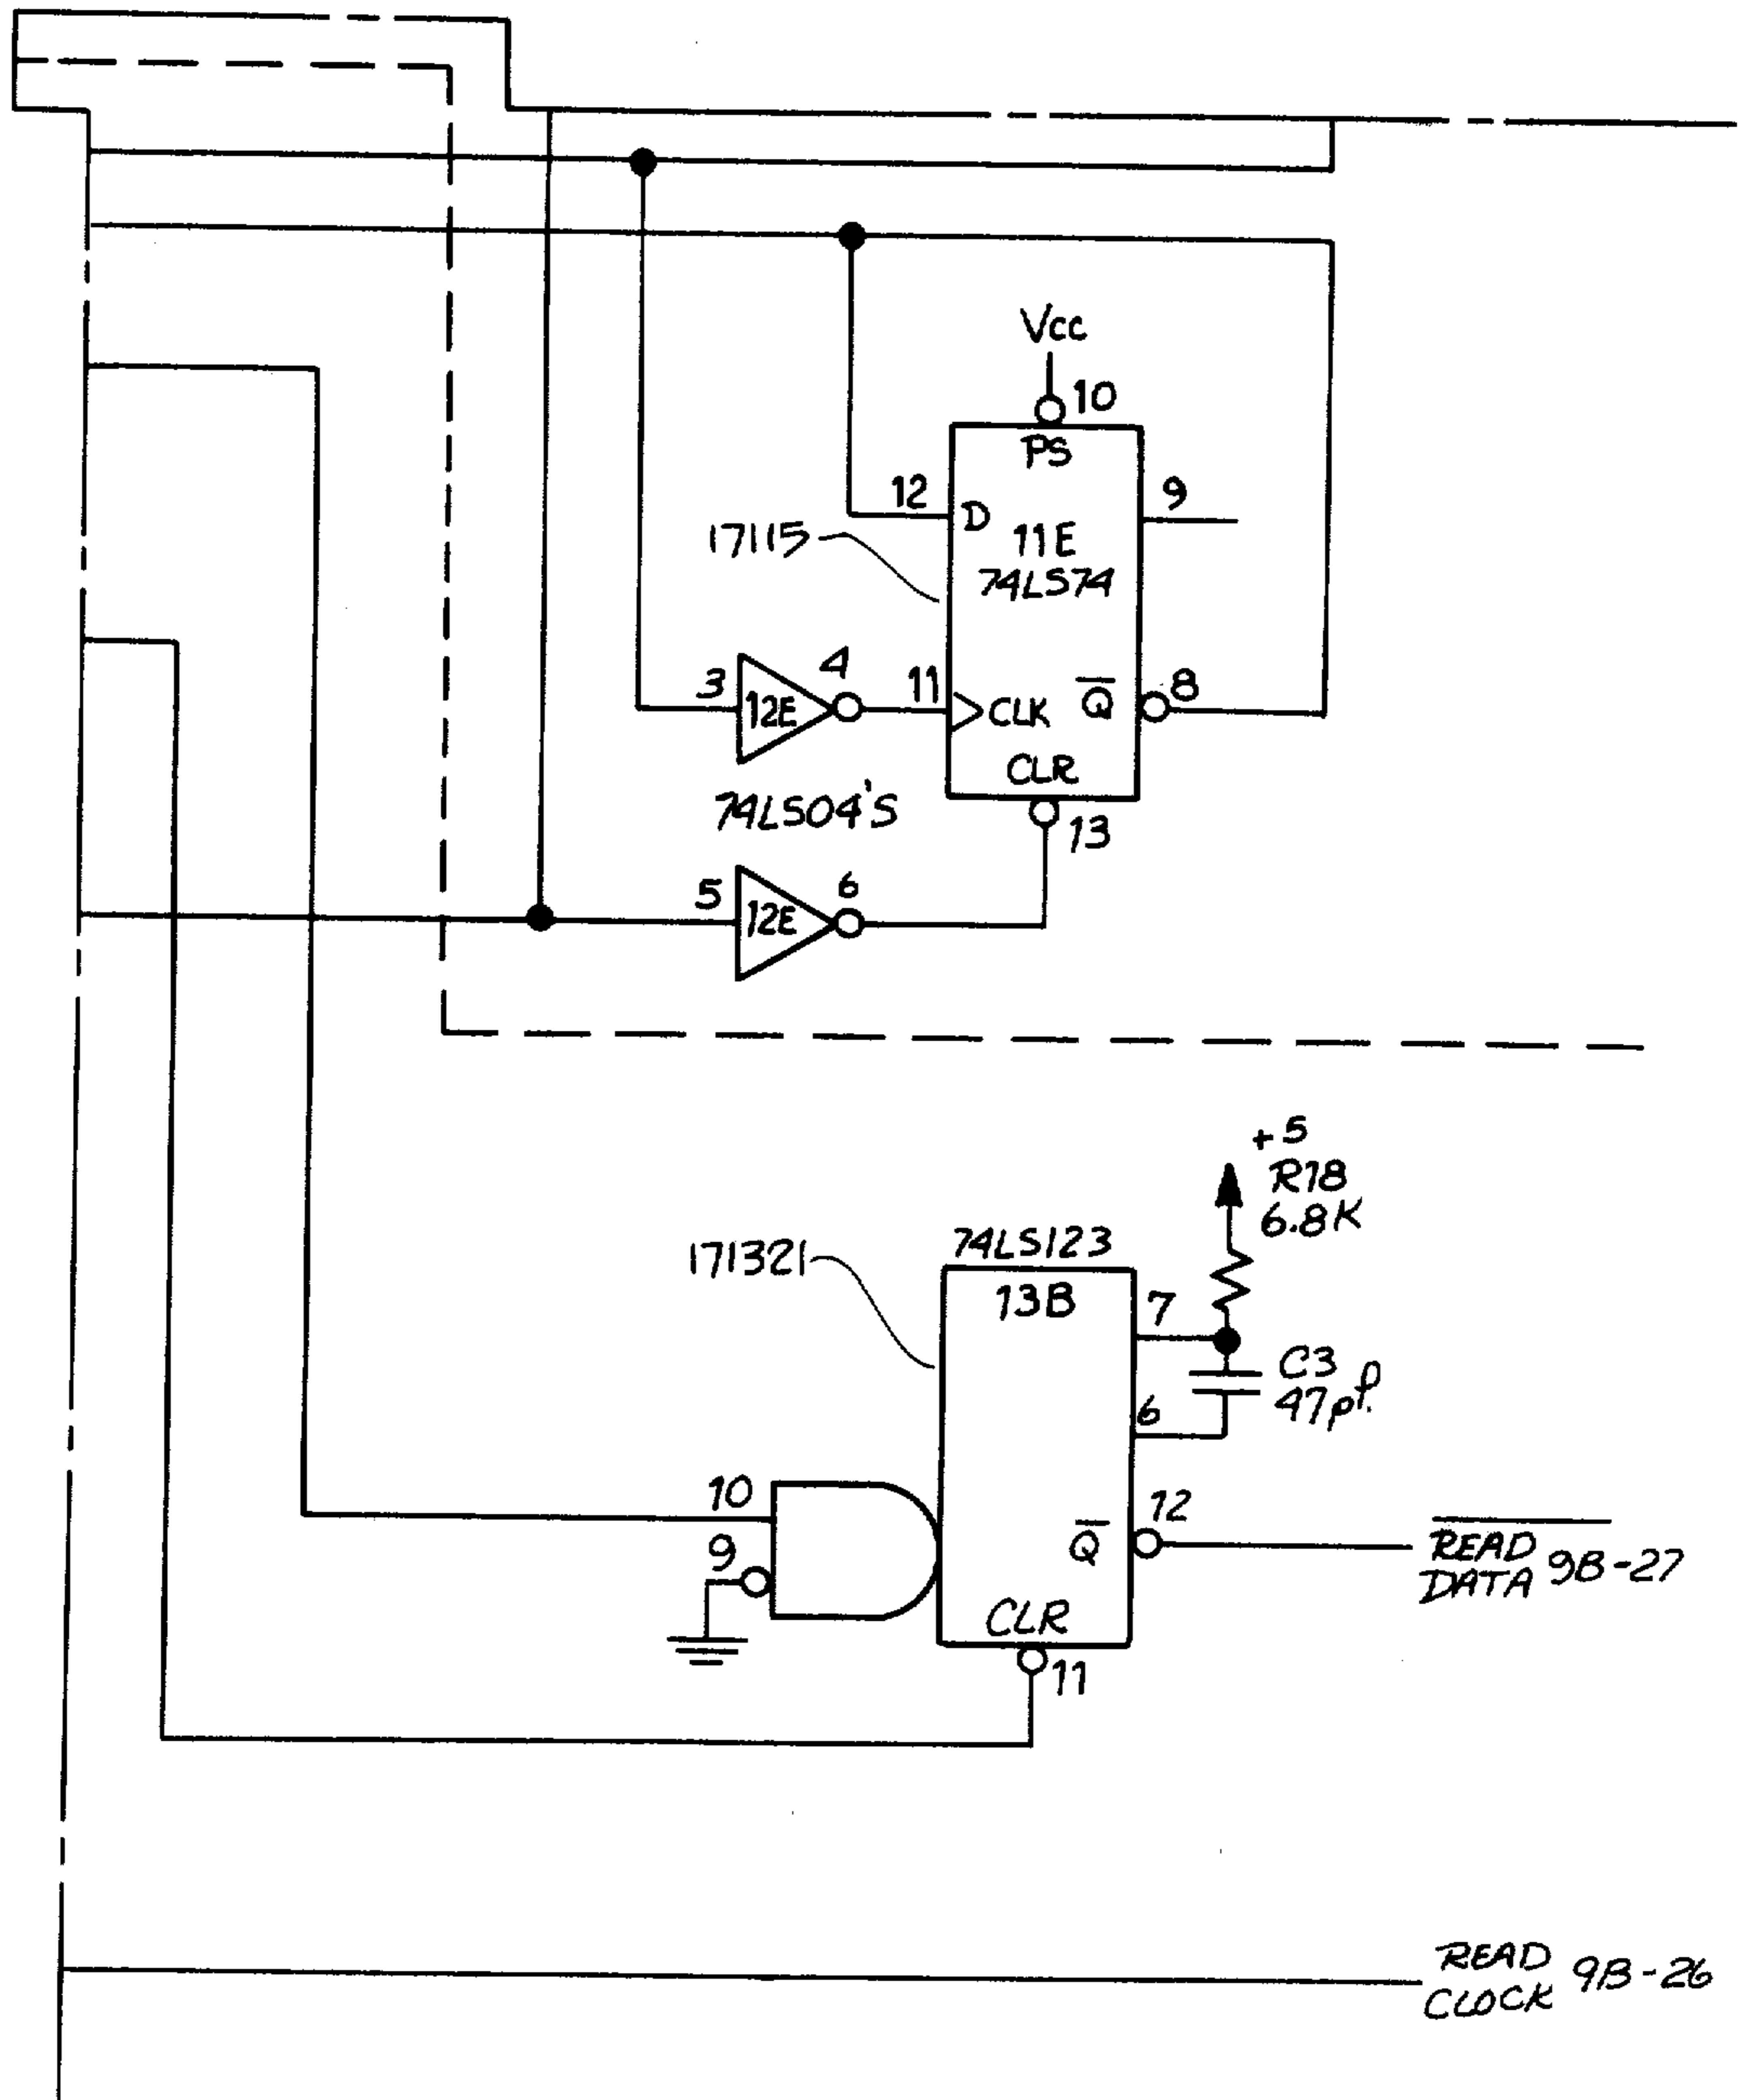 Vcc
10
PS
12
D
9
17115
11E
74LS74
3
12E
4
11
CLK
Q
8
CLR
74LS04'S
13
5
12E
6
+5
R18
6.8K
171321
74LS123
13B
7
C3
47pf.
6
10
9
Q
12
READ
DATA 9B-27
CLR
11
READ
CLOCK 9B-26